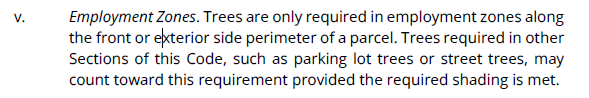 v. Employment Zones. Trees are only required in employment zones along
the front or exterior side perimeter of a parcel. Trees required in other
Sections of this Code, such as parking lot trees or street trees, may
count toward this requirement provided the required shading is met.